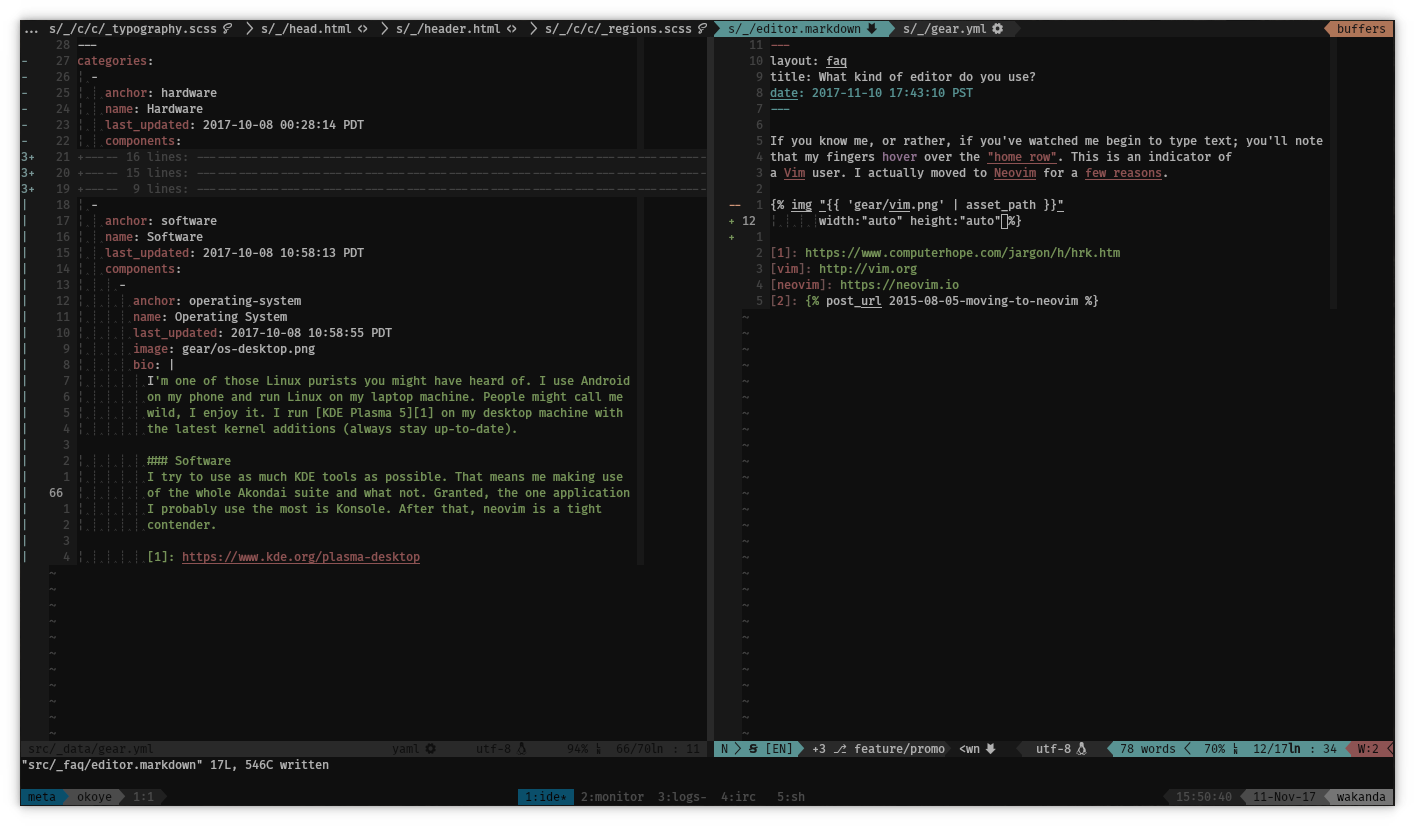 ... s/_/c/c/_typography.scss s/_/head.html <> s/_/header.html <> s/_/c/c/_regions.scss s/_/editor.markdown s/_/gear.yml buffers
28 ---
- 27 categories:
- 26 -
- 25 anchor: hardware
- 24 name: Hardware
- 23 last_updated: 2017-10-08 00:28:14 PDT
- 22 components:
3+ 21 +---- 16 lines: ---
3+ 20 +---- 15 lines: ---
3+ 19 +---- 9 lines: ---
18 -
17 anchor: software
16 name: Software
15 last_updated: 2017-10-08 10:58:13 PDT
14 components:
13 -
12 anchor: operating-system
11 name: Operating System
10 last_updated: 2017-10-08 10:58:55 PDT
9 image: gear/os-desktop.png
8 bio: |
7 I'm one of those Linux purists you might have heard of. I use Android
6 on my phone and run Linux on my laptop machine. People might call me
5 wild, I enjoy it. I run [KDE Plasma 5][1] on my desktop machine with
4 the latest kernel additions (always stay up-to-date).
3
2 ### Software
1 I try to use as much KDE tools as possible. That means me making use
66 of the whole Akondai suite and what not. Granted, the one application
1 I probably use the most is Konsole. After that, neovim is a tight
2 contender.
3
4 [1]: https://www.kde.org/plasma-desktop
src/_data/gear.yml yaml utf-8 94% 66/70ln : 11
11 ---
10 layout: faq
9 title: What kind of editor do you use?
8 date: 2017-11-10 17:43:10 PST
7 ---
6
5 If you know me, or rather, if you've watched me begin to type text; you'll note
4 that my fingers hover over the "home row". This is an indicator of
3 a Vim user. I actually moved to Neovim for a few reasons.
2
-- 1 {% img "{{ 'gear/vim.png' | asset_path }}"
+ 12 width:"auto" height:"auto" %}
+ 1
2 [1]: https://www.computerhope.com/jargon/h/hrk.htm
3 [vim]: http://vim.org
4 [neovim]: https://neovim.io
5 [2]: {% post_url 2015-08-05-moving-to-neovim %}
N [EN] +3 feature/promo <wn utf-8 78 words < 70% 12/17ln : 34 W:2
"src/_faq/editor.markdown" 17L, 546C written
meta okoye 1:1 1:ide* 2:monitor 3:logs- 4:irc 5:sh 15:50:40 11-Nov-17 wakanda